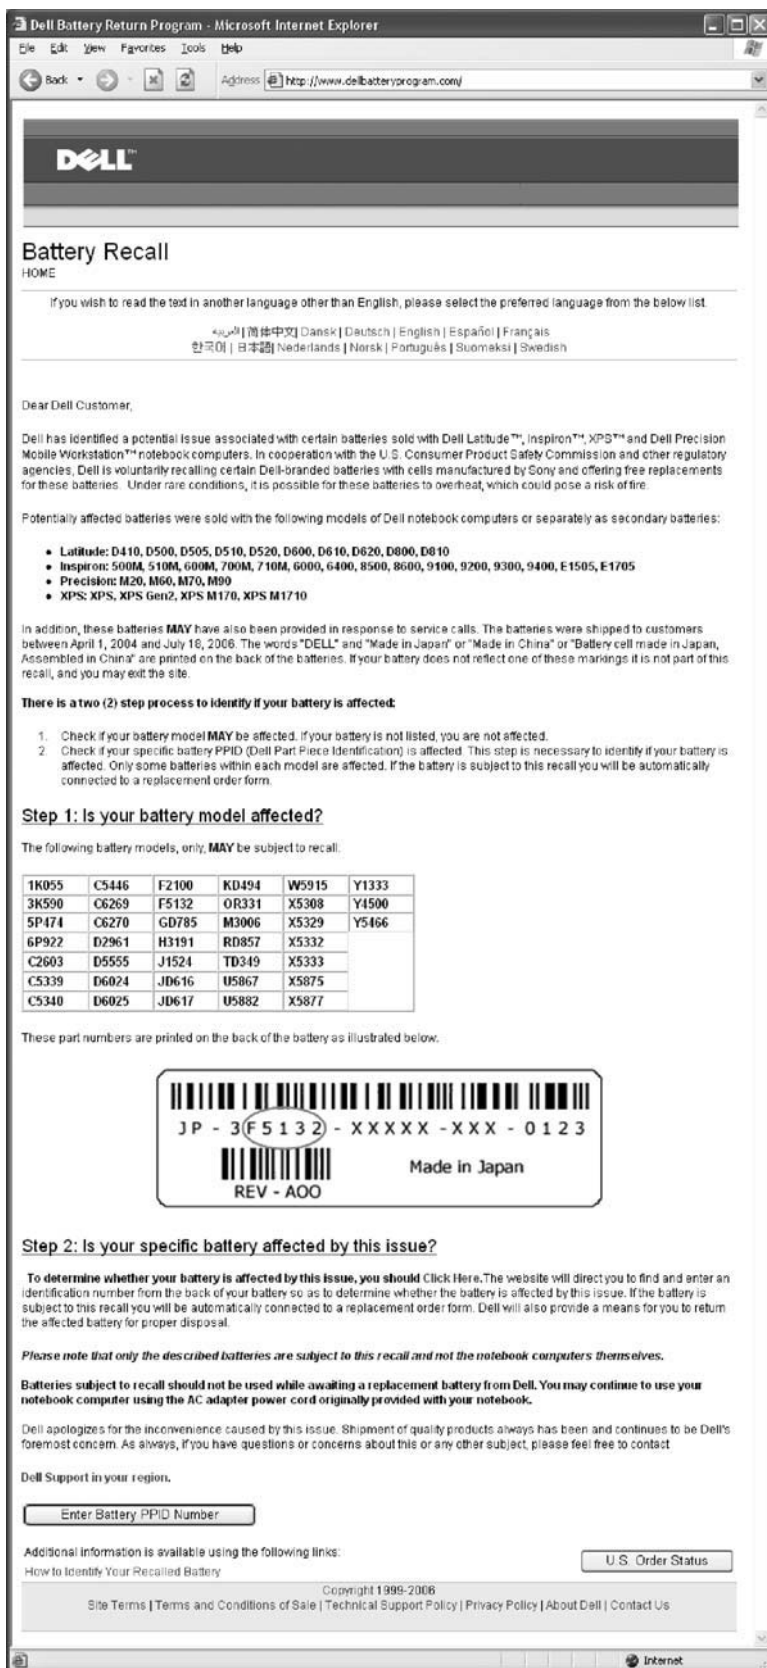 Dell Battery Return Program - Microsoft Internet Explorer
File Edit View Favorites Tools Help
Back Address http://www.dellbatteryprogram.com/
DELL™
Battery Recall
HOME
If you wish to read the text in another language other than English, please select the preferred language from the below list.
العربية | 简体中文 | Dansk | Deutsch | English | Español | Français
한국어 | 日本語 | Nederlands | Norsk | Português | Suomeksi | Swedish
Dear Dell Customer,
Dell has identified a potential issue associated with certain batteries sold with Dell Latitude™, Inspiron™, XPS™ and Dell Precision
Mobile Workstation™ notebook computers. In cooperation with the U.S. Consumer Product Safety Commission and other regulatory
agencies, Dell is voluntarily recalling certain Dell-branded batteries with cells manufactured by Sony and offering free replacements
for these batteries. Under rare conditions, it is possible for these batteries to overheat, which could pose a risk of fire.
Potentially affected batteries were sold with the following models of Dell notebook computers or separately as secondary batteries:
• Latitude: D410, D500, D505, D510, D520, D600, D610, D620, D800, D810
• Inspiron: 500M, 510M, 600M, 700M, 710M, 6000, 6400, 8500, 8600, 9100, 9200, 9300, 9400, E1505, E1705
• Precision: M20, M60, M70, M90
• XPS: XPS, XPS Gen2, XPS M170, XPS M1710
In addition, these batteries MAY have also been provided in response to service calls. The batteries were shipped to customers
between April 1, 2004 and July 18, 2006. The words "DELL" and "Made in Japan" or "Made in China" or "Battery cell made in Japan,
Assembled in China" are printed on the back of the batteries. If your battery does not reflect one of these markings it is not part of this
recall, and you may exit the site.
There is a two (2) step process to identify if your battery is affected:
1. Check if your battery model MAY be affected. If your battery is not listed, you are not affected.
2. Check if your specific battery PPID (Dell Part Piece Identification) is affected. This step is necessary to identify if your battery is
affected. Only some batteries within each model are affected. If the battery is subject to this recall you will be automatically
connected to a replacement order form.
Step 1: Is your battery model affected?
The following battery models, only, MAY be subject to recall:
1K055 C5446 F2100 KD494 W5915 Y1333
3K590 C6269 F5132 OR331 X5308 Y4500
5P474 C6270 GD785 M3006 X5329 Y5466
6P922 D2961 H3191 RD857 X5332
C2603 D5555 J1524 TD349 X5333
C5339 D6024 JD616 U5867 X5875
C5340 D6025 JD617 U5882 X5877
These part numbers are printed on the back of the battery as illustrated below.
JP - 3 F5132 - XXXXX - XXX - 0123
Made in Japan
REV - AOO
Step 2: Is your specific battery affected by this issue?
To determine whether your battery is affected by this issue, you should Click Here. The website will direct you to find and enter an
identification number from the back of your battery so as to determine whether the battery is affected by this issue. If the battery is
subject to this recall you will be automatically connected to a replacement order form. Dell will also provide a means for you to return
the affected battery for proper disposal.
Please note that only the described batteries are subject to this recall and not the notebook computers themselves.
Batteries subject to recall should not be used while awaiting a replacement battery from Dell. You may continue to use your
notebook computer using the AC adapter power cord originally provided with your notebook.
Dell apologizes for the inconvenience caused by this issue. Shipment of quality products always has been and continues to be Dell's
foremost concern. As always, if you have questions or concerns about this or any other subject, please feel free to contact
Dell Support in your region.
Enter Battery PPID Number
Additional information is available using the following links:
How to Identify Your Recalled Battery
U.S. Order Status
Copyright 1999-2006
Site Terms | Terms and Conditions of Sale | Technical Support Policy | Privacy Policy | About Dell | Contact Us
Internet